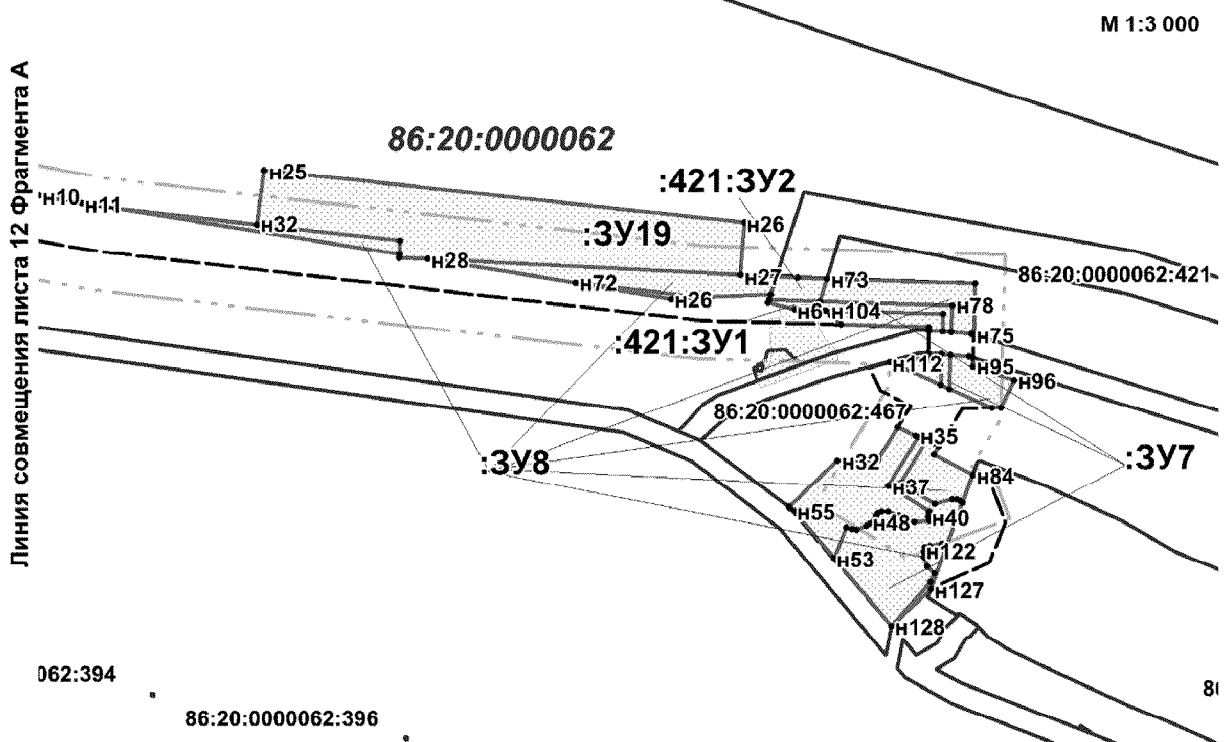 М 1:3 000
Линия совмещения листа 12 Фрагмента А
86:20:0000062
:421:ЗУ2
н25
н10
н11
н32
н26
:ЗУ19
н28
н27
н73
86:20:0000062:421
н72
н26
н6
н104
н78
:421:ЗУ1
н75
н112
н95
н96
86:20:0000062:467
н35
:ЗУ8
н32
:ЗУ7
н84
н37
н55
н48
н40
н53
н122
н127
н128
062:394
86:20:0000062:396